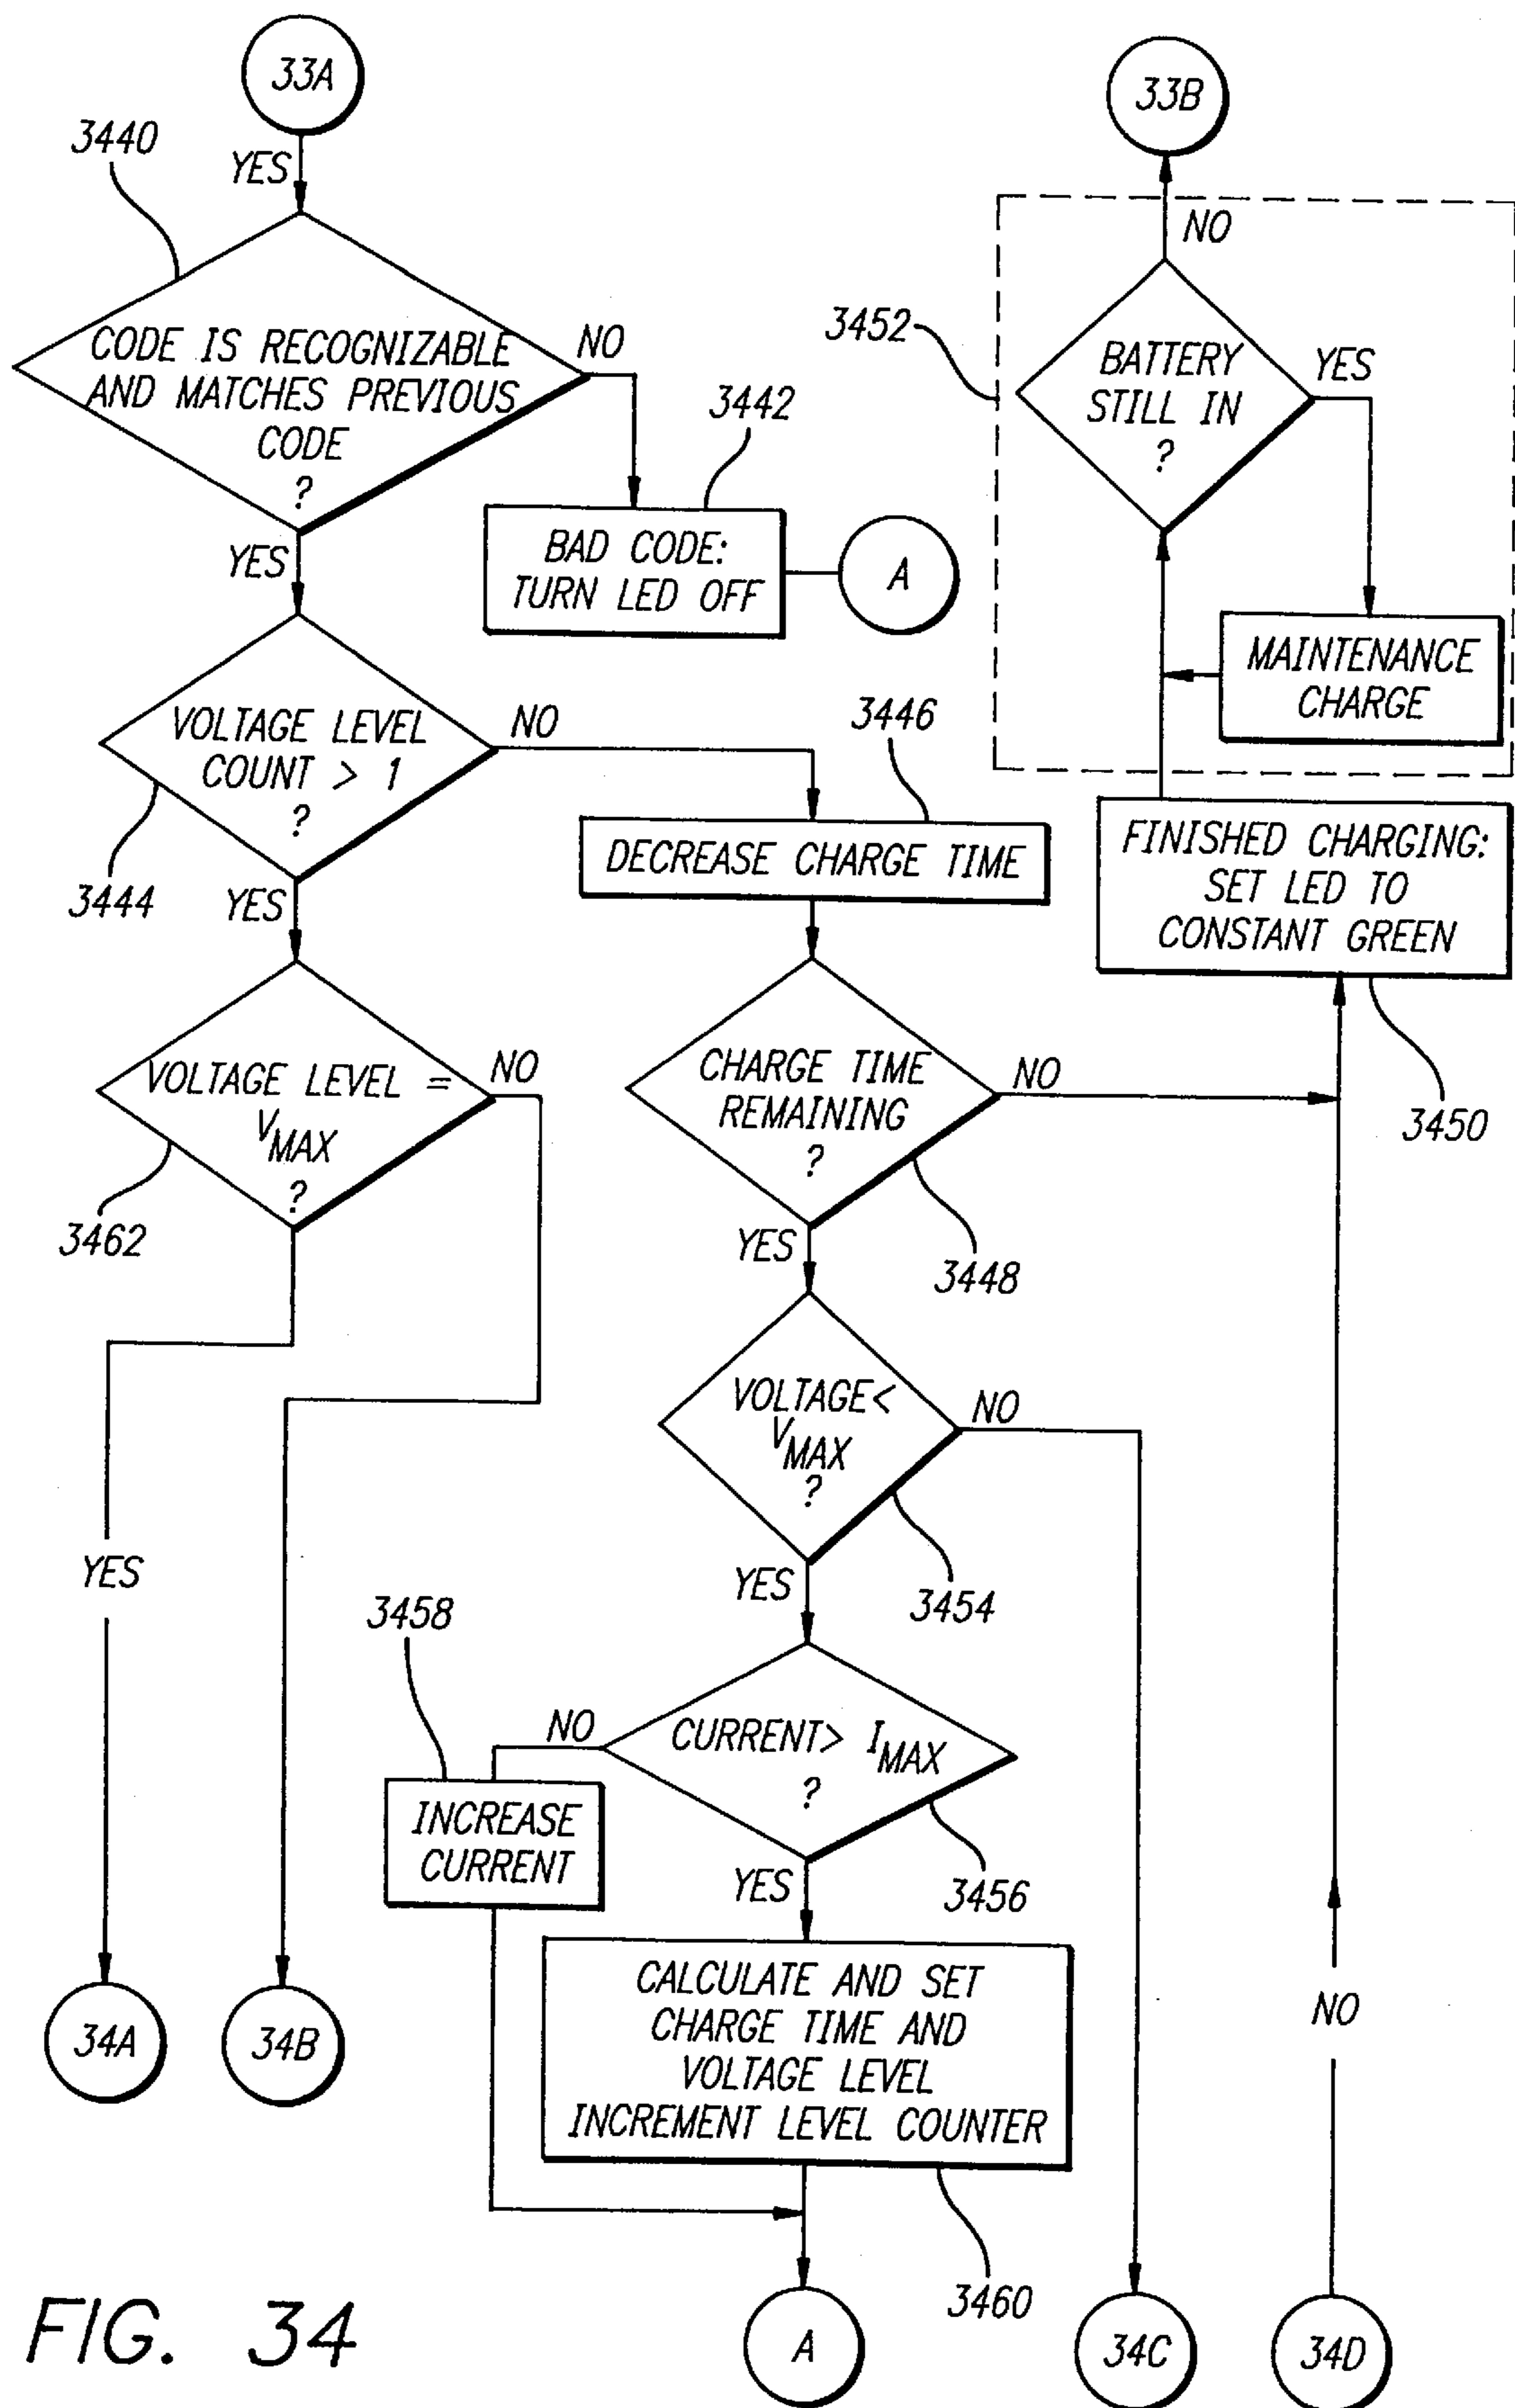 33A
33B
3440
YES
NO
CODE IS RECOGNIZABLE
AND MATCHES PREVIOUS
CODE
?
NO
3452
BATTERY
STILL IN
?
YES
3442
BAD CODE:
TURN LED OFF
A
YES
MAINTENANCE
CHARGE
VOLTAGE LEVEL
COUNT > 1
?
NO
3446
3444
DECREASE CHARGE TIME
FINISHED CHARGING:
SET LED TO
CONSTANT GREEN
YES
VOLTAGE LEVEL =
VMAX
?
NO
3462
CHARGE TIME
REMAINING
?
NO
3450
YES
3448
VOLTAGE<
VMAX
?
NO
YES
YES
3454
3458
NO
CURRENT> IMAX
?
INCREASE
CURRENT
YES
3456
CALCULATE AND SET
CHARGE TIME AND
VOLTAGE LEVEL
INCREMENT LEVEL COUNTER
NO
34A
34B
3460
FIG. 34
A
34C
34D